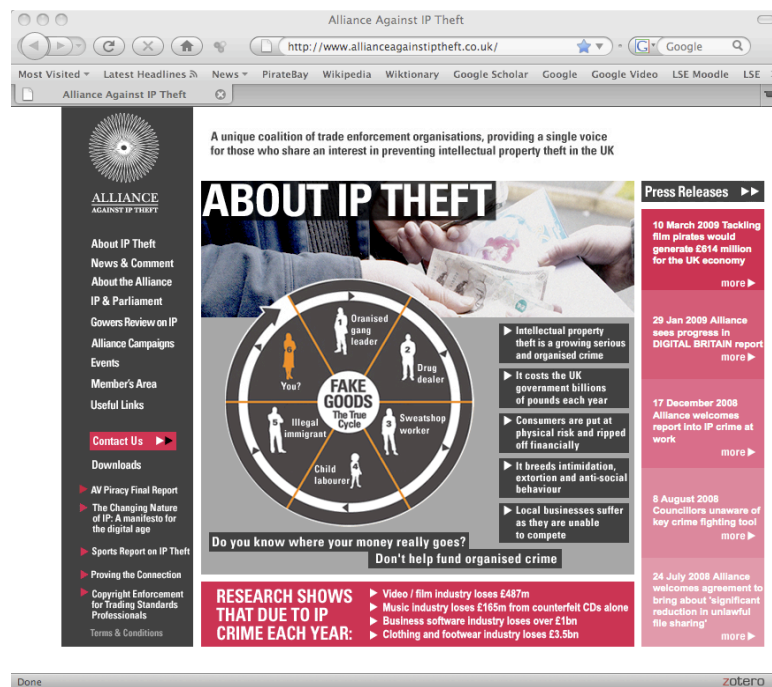 Alliance Against IP Theft
http://www.allianceagainstiptheft.co.uk/
Google
Most Visited
Latest Headlines
News
PirateBay
Wikipedia
Wiktionary
Google Scholar
Google
Google Video
LSE Moodle
LSE
Alliance Against IP Theft
ALLIANCE
AGAINST IP THEFT
About IP Theft
News & Comment
About the Alliance
IP & Parliament
Gowers Review on IP
Alliance Campaigns
Events
Member's Area
Useful Links
Contact Us
Downloads
AV Piracy Final Report
The Changing Nature
of IP: A manifesto for
the digital age
Sports Report on IP Theft
Proving the Connection
Copyright Enforcement
for Trading Standards
Professionals
Terms & Conditions
A unique coalition of trade enforcement organisations, providing a single voice
for those who share an interest in preventing intellectual property theft in the UK
ABOUT IP THEFT
1
Oranised
gang
leader
2
Drug
dealer
3
Sweatshop
worker
4
Child
labourer
5
Illegal
immigrant
6
You?
FAKE
GOODS
The True
Cycle
Intellectual property
theft is a growing serious
and organised crime
It costs the UK
government billions
of pounds each year
Consumers are put at
physical risk and ripped
off financially
It breeds intimidation,
extortion and anti-social
behaviour
Local businesses suffer
as they are unable
to compete
Do you know where your money really goes?
Don't help fund organised crime
RESEARCH SHOWS
THAT DUE TO IP
CRIME EACH YEAR:
Video / film industry loses £487m
Music industry loses £165m from counterfeit CDs alone
Business software industry loses over £1bn
Clothing and footwear industry loses £3.5bn
Press Releases
10 March 2009 Tackling
film pirates would
generate £614 million
for the UK economy
more
29 Jan 2009 Alliance
sees progress in
DIGITAL BRITAIN report
more
17 December 2008
Alliance welcomes
report into IP crime at
work
more
8 August 2008
Councillors unaware of
key crime fighting tool
more
24 July 2008 Alliance
welcomes agreement to
bring about 'significant
reduction in unlawful
file sharing'
more
Done
zotero